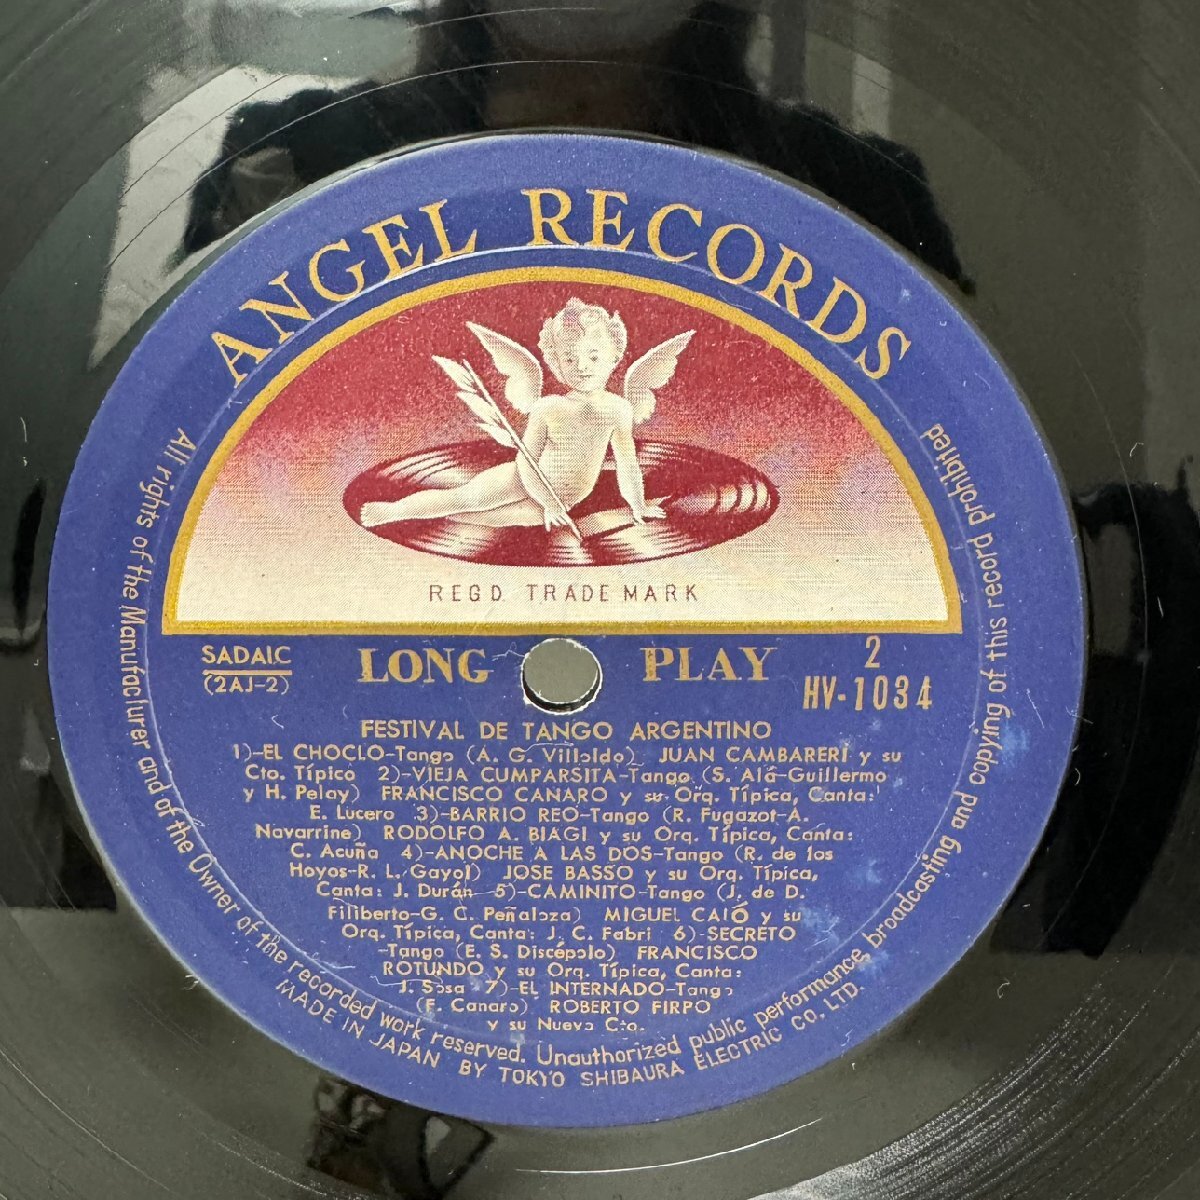 ANGEL RECORDS
REGD. TRADE MARK
SADAIC
(2AJ-2)
LONG PLAY
2
HV-1034
FESTIVAL DE TANGO ARGENTINO
1)-EL CHOCLO-Tango (A. G. Villoldo) JUAN CAMBARERI y su
Cto. Típico 2)-VIEJA CUMPARSITA-Tango (S. Alá-Guillermo
y H. Pelay) FRANCISCO CANARO y su Orq. Típica, Canta:
E. Lucero 3)-BARRIO REO-Tango (R. Fugazot-A.
Navarrine) RODOLFO A. BIAGI y su Orq. Típica, Canta:
C. Acuña 4)-ANOCHE A LAS DOS-Tango (R. de los
Hoyos-R. L. Gayol) JOSE BASSO y su Orq. Típica,
Canta: J. Durán 5)-CAMINITO-Tango (J. de D.
Filiberto-G. C. Peñaloza) MIGUEL CALÓ y su
Orq. Típica, Canta: J. C. Fabri 6)-SECRETO
-Tango (E. S. Discépolo) FRANCISCO
ROTUNDO y su Orq. Típica, Canta:
J. Sosa 7)-EL INTERNADO-Tango
(F. Canaro) ROBERTO FIRPO
y su Nuevo Cto.
All rights of the Manufacturer and of the Owner of the recorded work reserved. Unauthorized public performance, broadcasting and copying of this record prohibited
MADE IN JAPAN BY TOKYO SHIBAURA ELECTRIC CO. LTD.